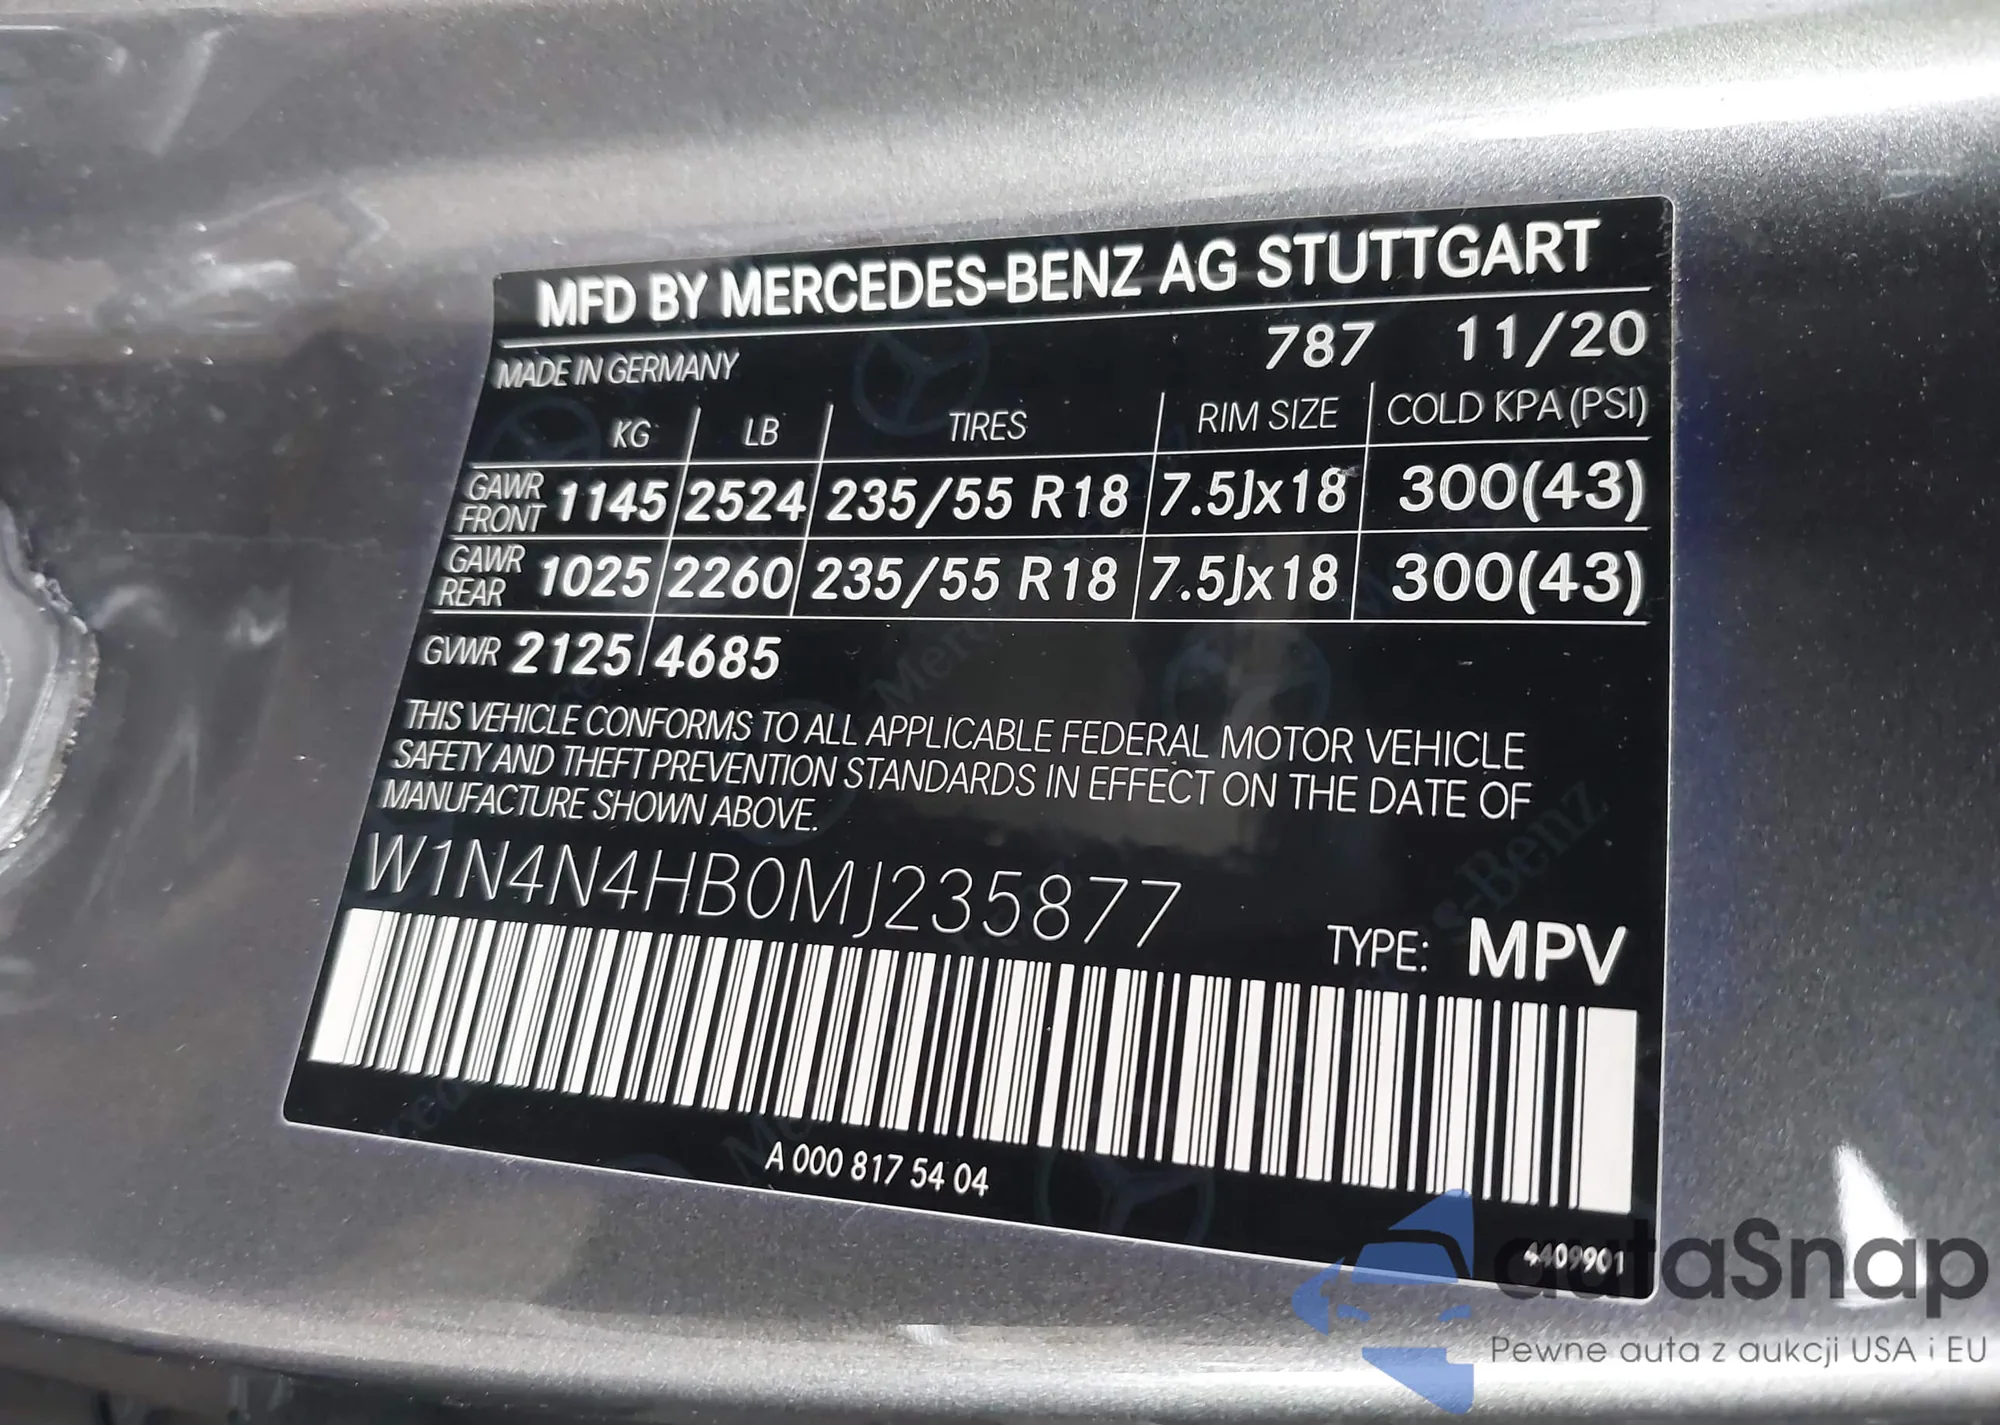 MFD BY MERCEDES-BENZ AG STUTTGART
MADE IN GERMANY 787 11/20
KG LB TIRES RIM SIZE COLD KPA (PSI)
GAWR FRONT 1145 2524 235/55 R18 7.5Jx18 300(43)
GAWR REAR 1025 2260 235/55 R18 7.5Jx18 300(43)
GVWR 2125 4685
THIS VEHICLE CONFORMS TO ALL APPLICABLE FEDERAL MOTOR VEHICLE
SAFETY AND THEFT PREVENTION STANDARDS IN EFFECT ON THE DATE OF
MANUFACTURE SHOWN ABOVE.
W1N4N4HB0MJ235877
TYPE: MPV
A 000 817 54 04
4409901
autaSnap
Pewne auta z aukcji USA i EU